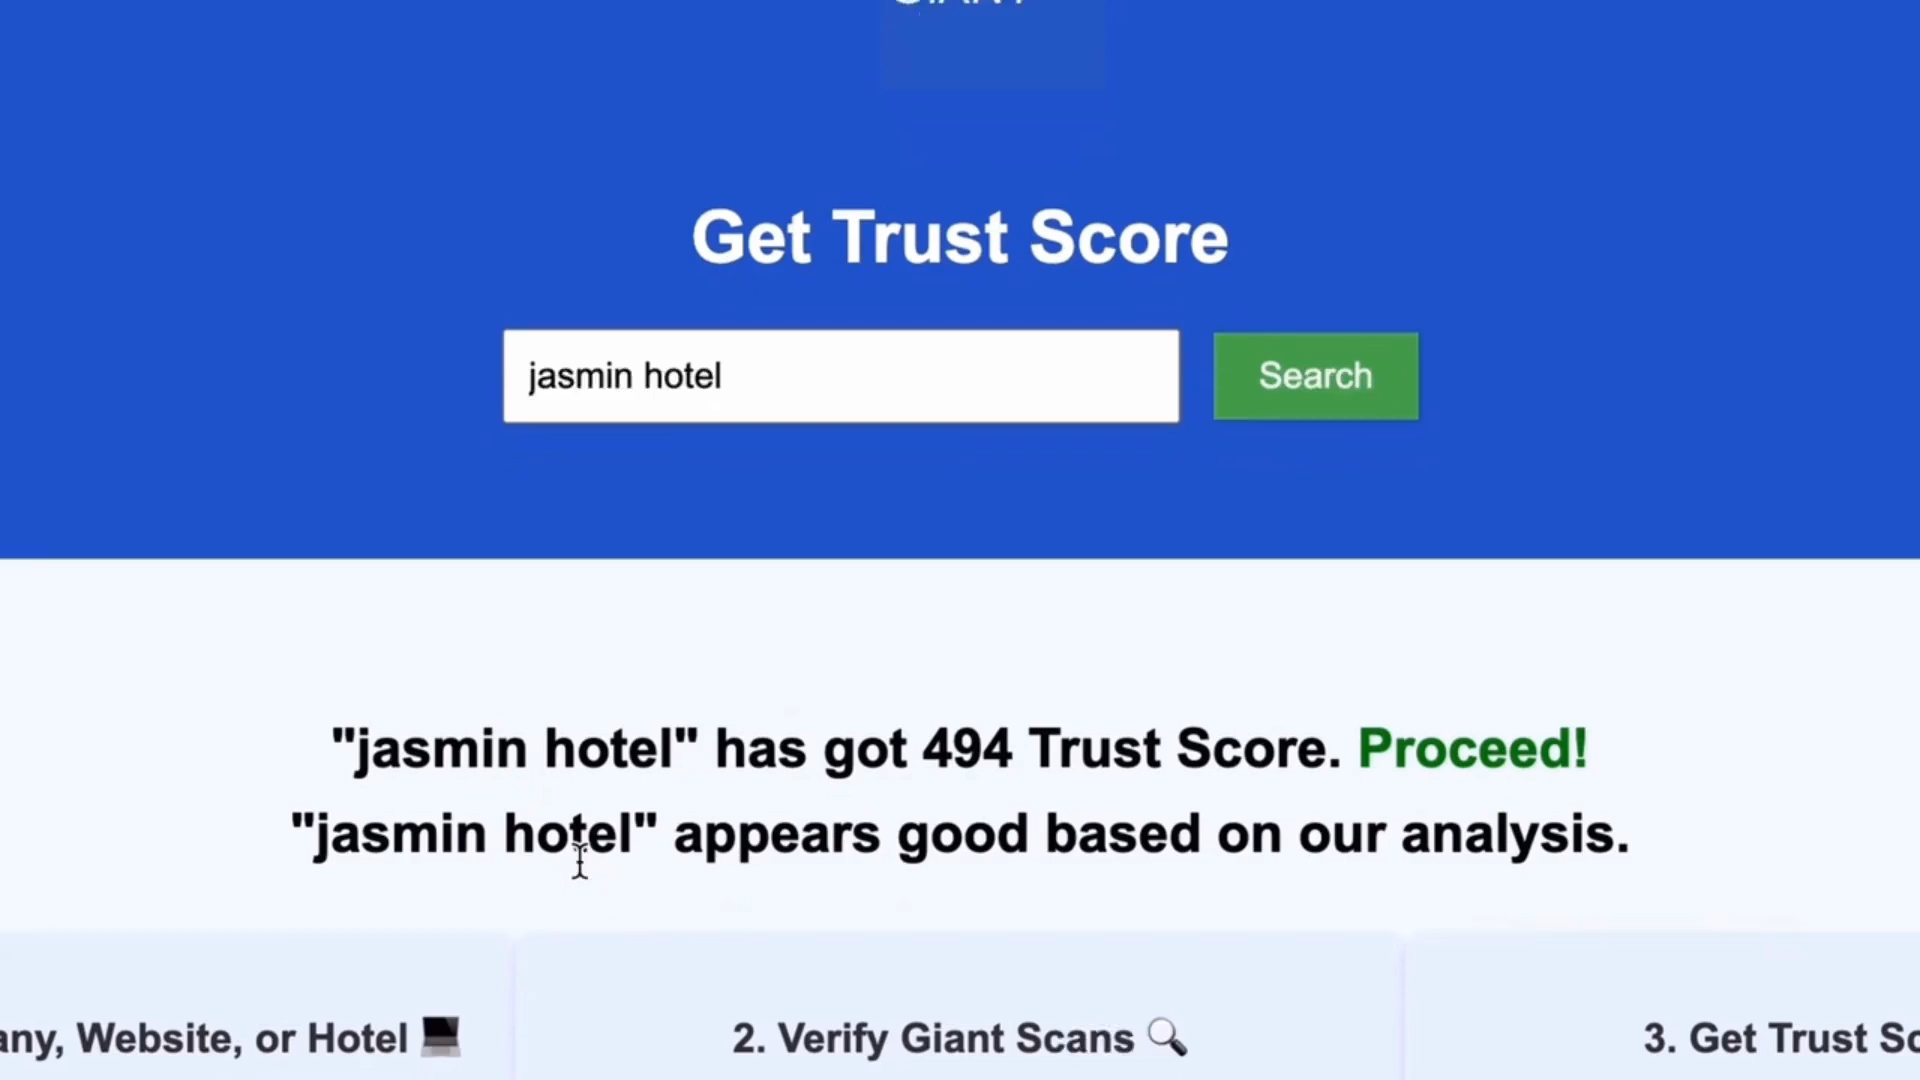 Get Trust Score
jasmin hotel
Search
"jasmin hotel" has got 494 Trust Score. Proceed!
"jasmin hotel" appears good based on our analysis.
any, Website, or Hotel
2. Verify Giant Scans
3. Get Trust Sc